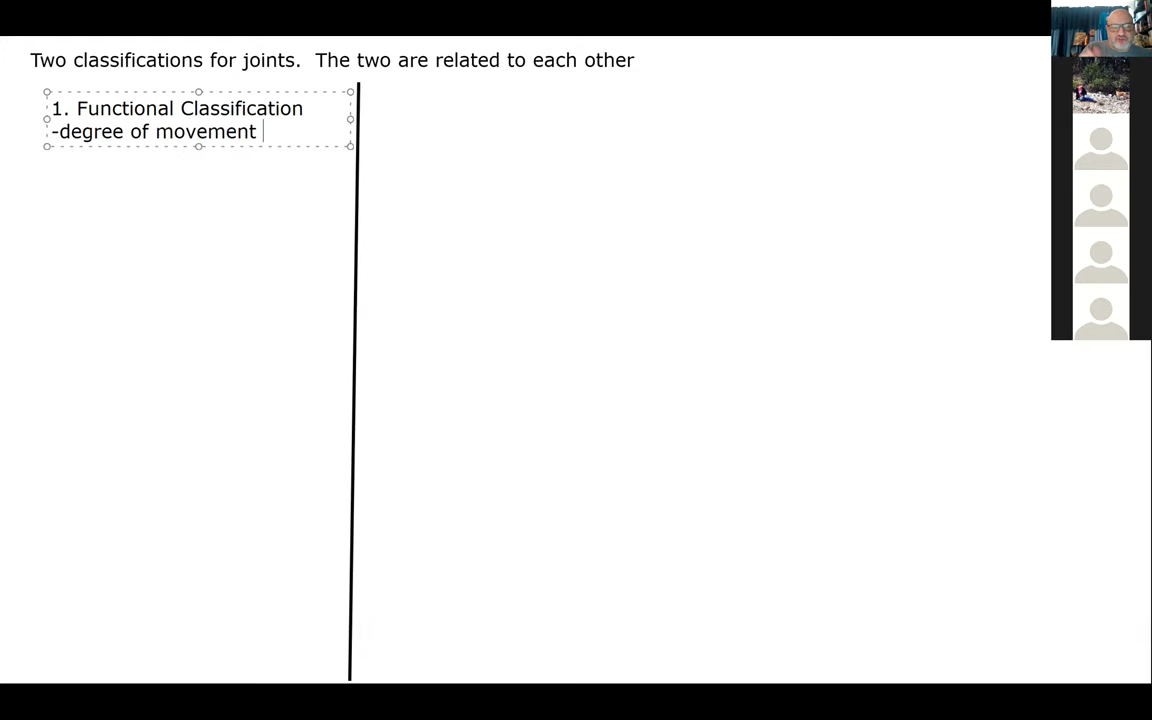 Two classifications for joints.  The two are related to each other
1. Functional Classification
-degree of movement